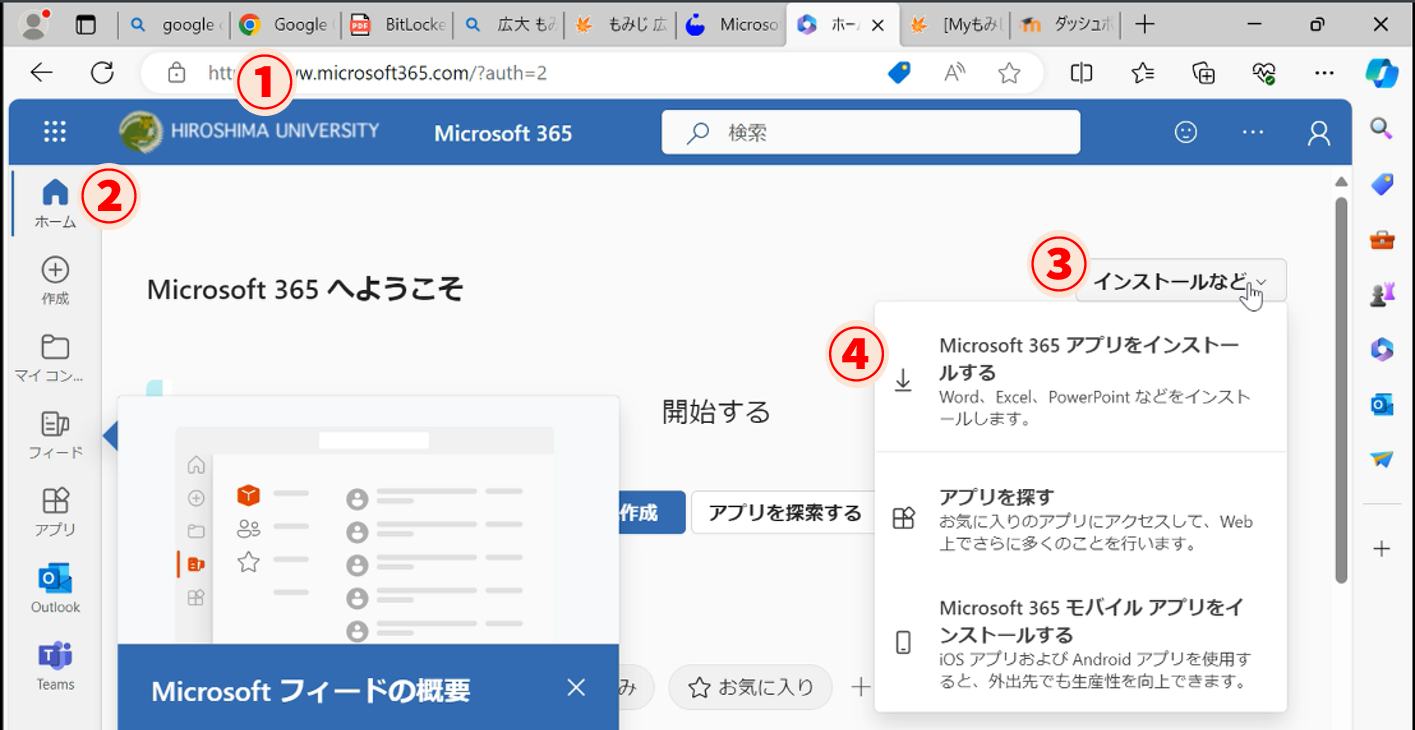 google
Google
BitLocke
広大 もみ
もみじ 広
Microso
ホー
[Myもみじ
ダッシュボ
www.microsoft365.com/?auth=2
1
HIROSHIMA UNIVERSITY
Microsoft 365
検索
2
ホーム
作成
マイ コン...
フィード
アプリ
Outlook
Teams
Microsoft 365 へようこそ
3
インストールなど
4
Microsoft 365 アプリをインストー
ルする
Word、Excel、PowerPoint などをインスト
ールします。
アプリを探す
お気に入りのアプリにアクセスして、Web
上でさらに多くのことを行います。
Microsoft 365 モバイル アプリをイ
ンストールする
iOS アプリおよび Android アプリを使用す
ると、外出先でも生産性を向上できます。
開始する
作成
アプリを探索する
み
お気に入り
Microsoft フィードの概要